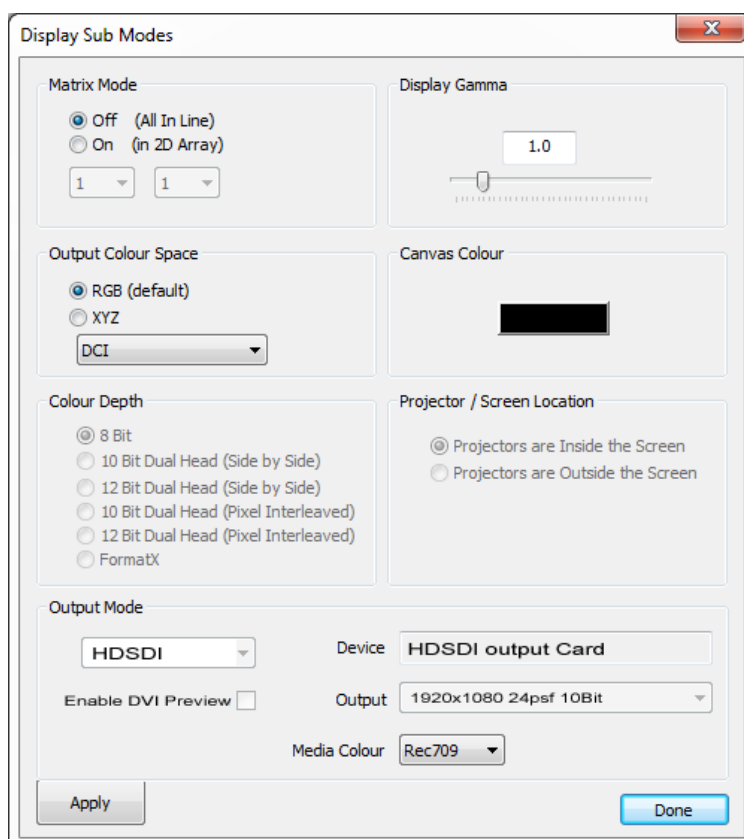 Display Sub Modes
Matrix Mode
Off (All In Line)
On (in 2D Array)
1 1
Display Gamma
1.0
Output Colour Space
RGB (default)
XYZ
DCI
Canvas Colour
Colour Depth
8 Bit
10 Bit Dual Head (Side by Side)
12 Bit Dual Head (Side by Side)
10 Bit Dual Head (Pixel Interleaved)
12 Bit Dual Head (Pixel Interleaved)
FormatX
Projector / Screen Location
Projectors are Inside the Screen
Projectors are Outside the Screen
Output Mode
HDSDI
Device HDSDI output Card
Enable DVI Preview
Output 1920x1080 24psf 10Bit
Media Colour Rec709
Apply
Done